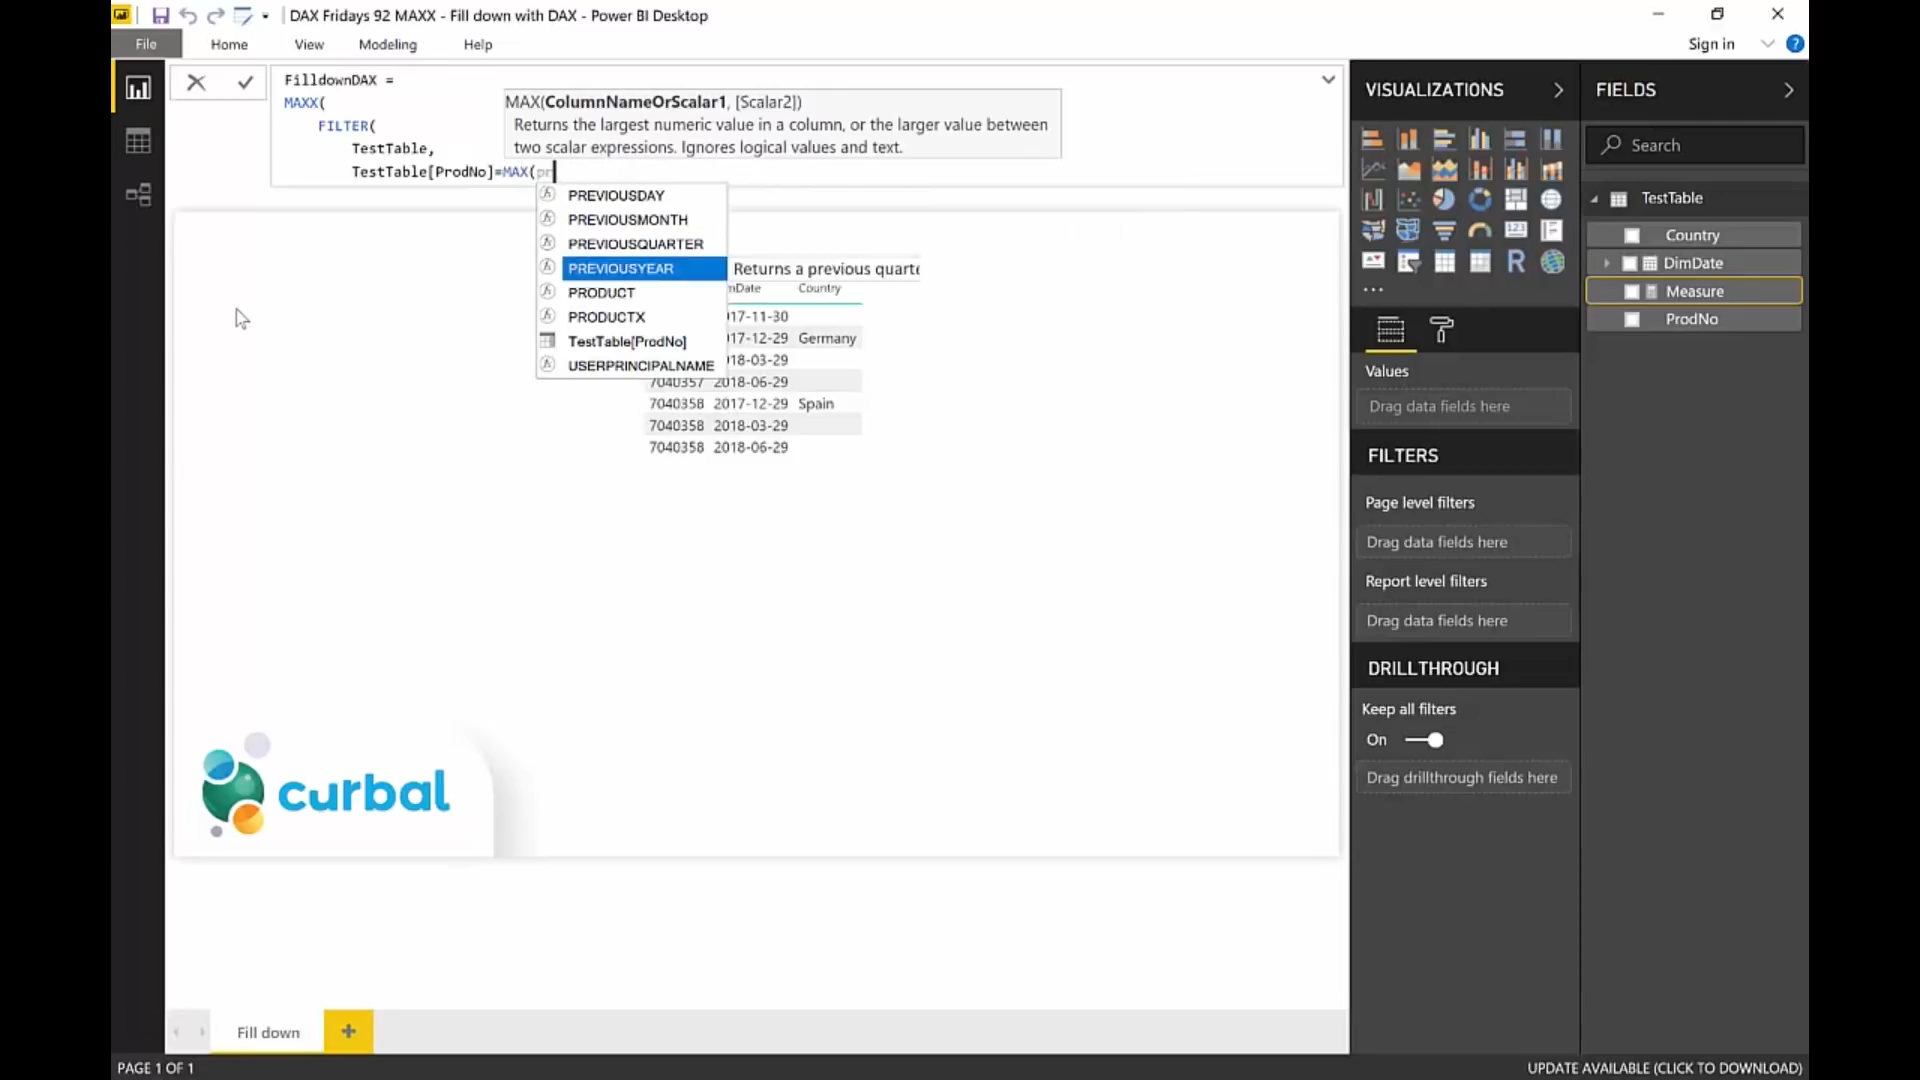 DAX Fridays 92 MAXX - Fill down with DAX - Power BI Desktop
File Home View Modeling Help
Sign in
?
FilldownDAX =
MAXX(
FILTER(
TestTable,
TestTable[ProdNo]=MAX(pr
MAX(ColumnNameOrScalar1, [Scalar2])
Returns the largest numeric value in a column, or the larger value between
two scalar expressions. Ignores logical values and text.
PREVIOUSDAY
PREVIOUSMONTH
PREVIOUSQUARTER
PREVIOUSYEAR
Returns a previous quarte
PRODUCT
PRODUCTX
TestTable[ProdNo]
USERPRINCIPALNAME
nDate Country
17-11-30
17-12-29 Germany
18-03-29
7040357 2018-06-29
7040358 2017-12-29 Spain
7040358 2018-03-29
7040358 2018-06-29
curbal
VISUALIZATIONS
R
123
...
Values
Drag data fields here
FILTERS
Page level filters
Drag data fields here
Report level filters
Drag data fields here
DRILLTHROUGH
Keep all filters
On
Drag drillthrough fields here
FIELDS
Search
TestTable
Country
DimDate
Measure
ProdNo
Fill down
+
PAGE 1 OF 1
UPDATE AVAILABLE (CLICK TO DOWNLOAD)